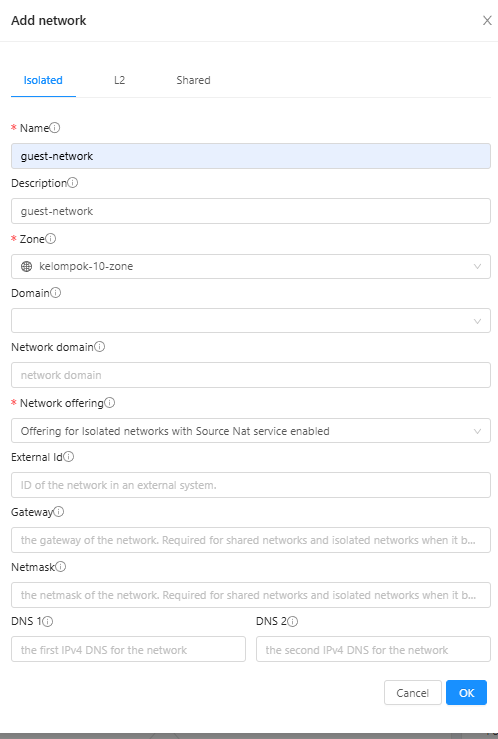 Add network
Isolated L2 Shared
* Name
guest-network
Description
guest-network
* Zone
kelompok-10-zone
Domain
Network domain
network domain
* Network offering
Offering for Isolated networks with Source Nat service enabled
External Id
ID of the network in an external system.
Gateway
the gateway of the network. Required for shared networks and isolated networks when it b...
Netmask
the netmask of the network. Required for shared networks and isolated networks when it b...
DNS 1 DNS 2
the first IPv4 DNS for the network the second IPv4 DNS for the network
Cancel OK